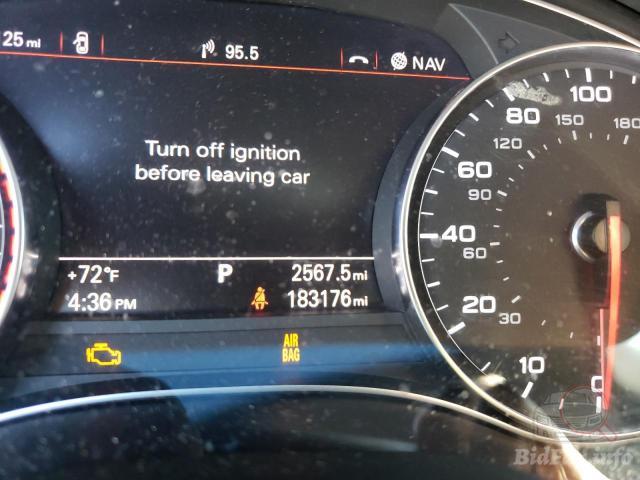 25 mi
95.5
NAV
Turn off ignition
before leaving car
+72°F
P
2567.5 mi
4:36 PM
183176 mi
AIR
BAG
100
80
60
40
20
10
0
180
150
120
90
60
30